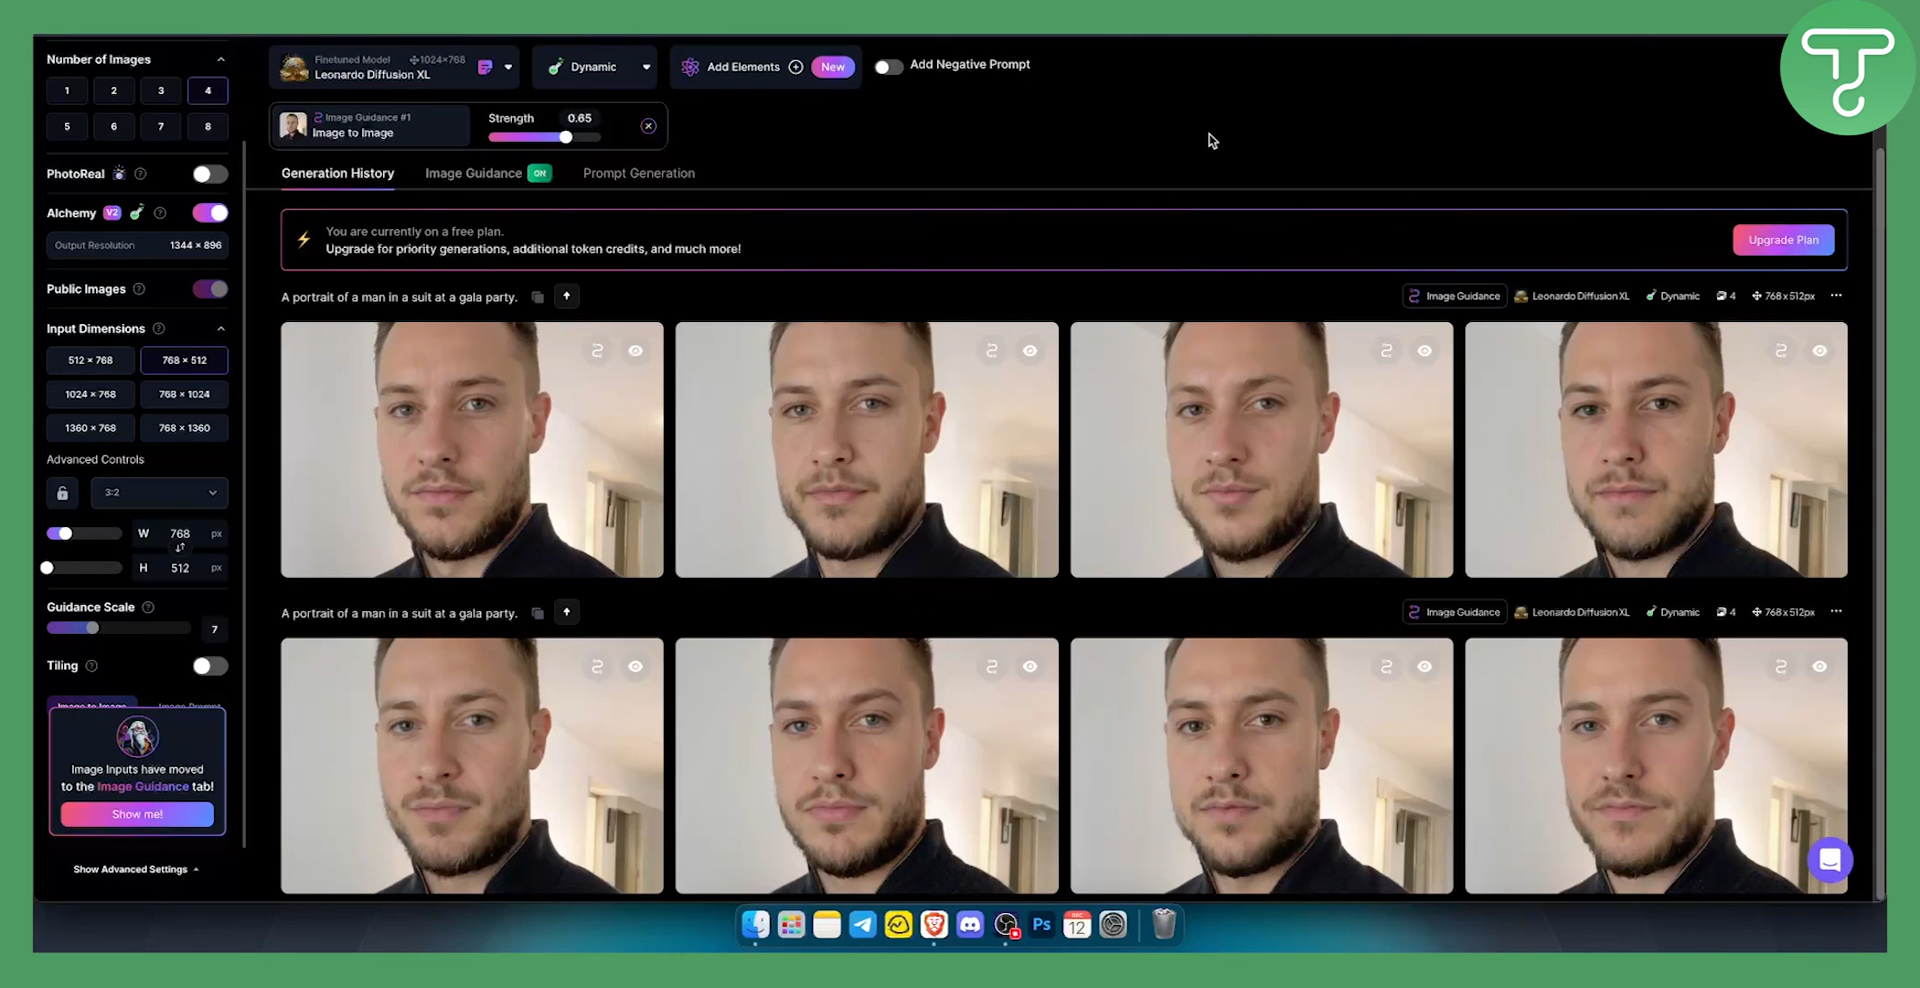 Number of Images
1 2 3 4
5 6 7 8
PhotoReal
Alchemy V2
Output Resolution 1344 × 896
Public Images
Input Dimensions
512 × 768 768 × 512
1024 × 768 768 × 1024
1360 × 768 768 × 1360
Advanced Controls
3:2
W 768 px
H 512 px
Guidance Scale
7
Tiling
Image to Image Image Prompt
Image Inputs have moved
to the Image Guidance tab!
Show me!
Show Advanced Settings
Finetuned Model 1024×768
Leonardo Diffusion XL
Dynamic
Add Elements New
Add Negative Prompt
Image Guidance #1
Image to Image
Strength 0.65
Generation History Image Guidance ON Prompt Generation
You are currently on a free plan.
Upgrade for priority generations, additional token credits, and much more!
Upgrade Plan
A portrait of a man in a suit at a gala party.
Image Guidance Leonardo Diffusion XL Dynamic 4 768x512px
A portrait of a man in a suit at a gala party.
Image Guidance Leonardo Diffusion XL Dynamic 4 768x512px
Ps
DEC
12